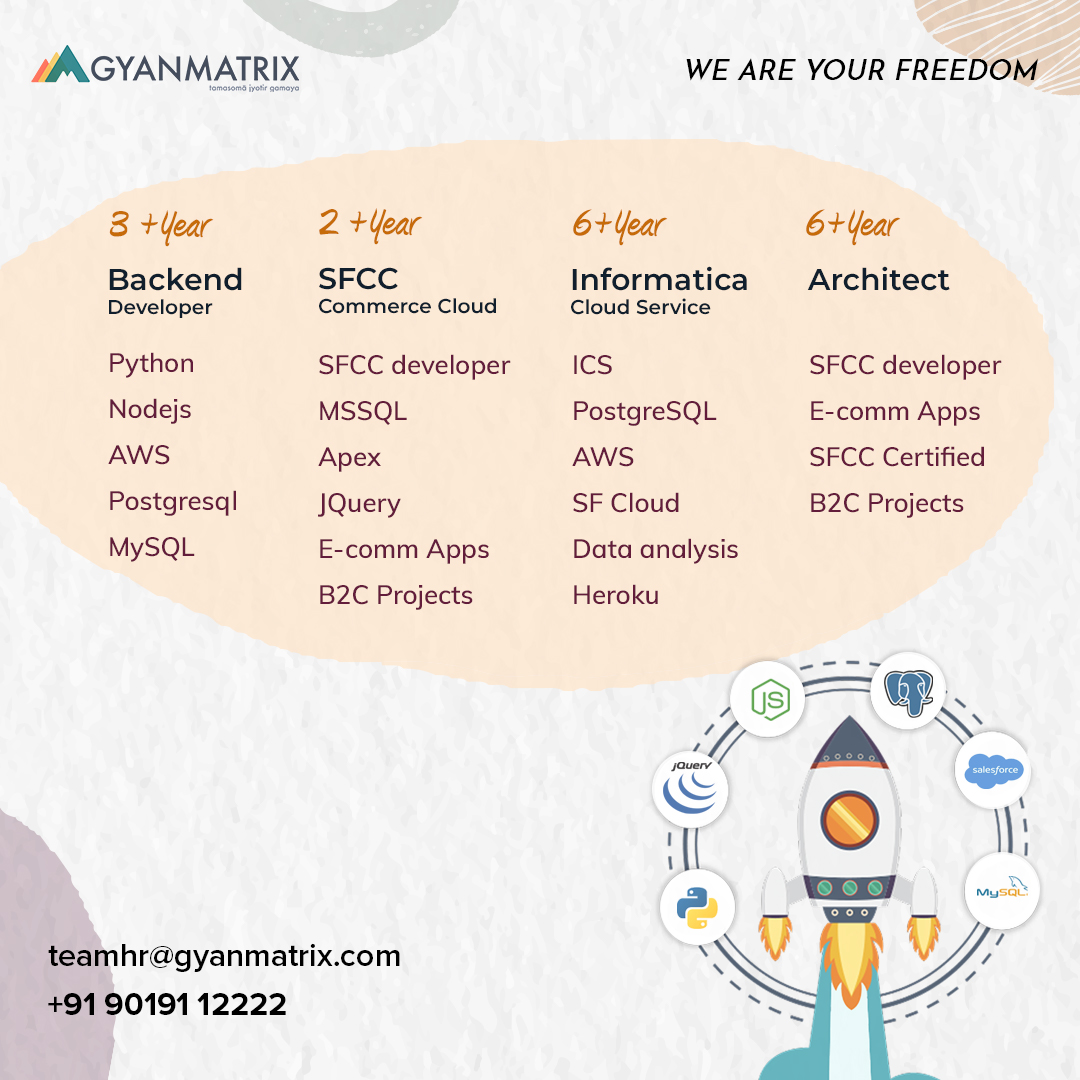 GYANMATRIX
tamasomā jyotir gamaya
WE ARE YOUR FREEDOM
3 +Year
Backend
Developer
Python
Nodejs
AWS
Postgresql
MySQL
2 +Year
SFCC
Commerce Cloud
SFCC developer
MSSQL
Apex
JQuery
E-comm Apps
B2C Projects
6+Year
Informatica
Cloud Service
ICS
PostgreSQL
AWS
SF Cloud
Data analysis
Heroku
6+Year
Architect
SFCC developer
E-comm Apps
SFCC Certified
B2C Projects
JS
jQuery
salesforce
MySQL
teamhr@gyanmatrix.com
+91 90191 12222